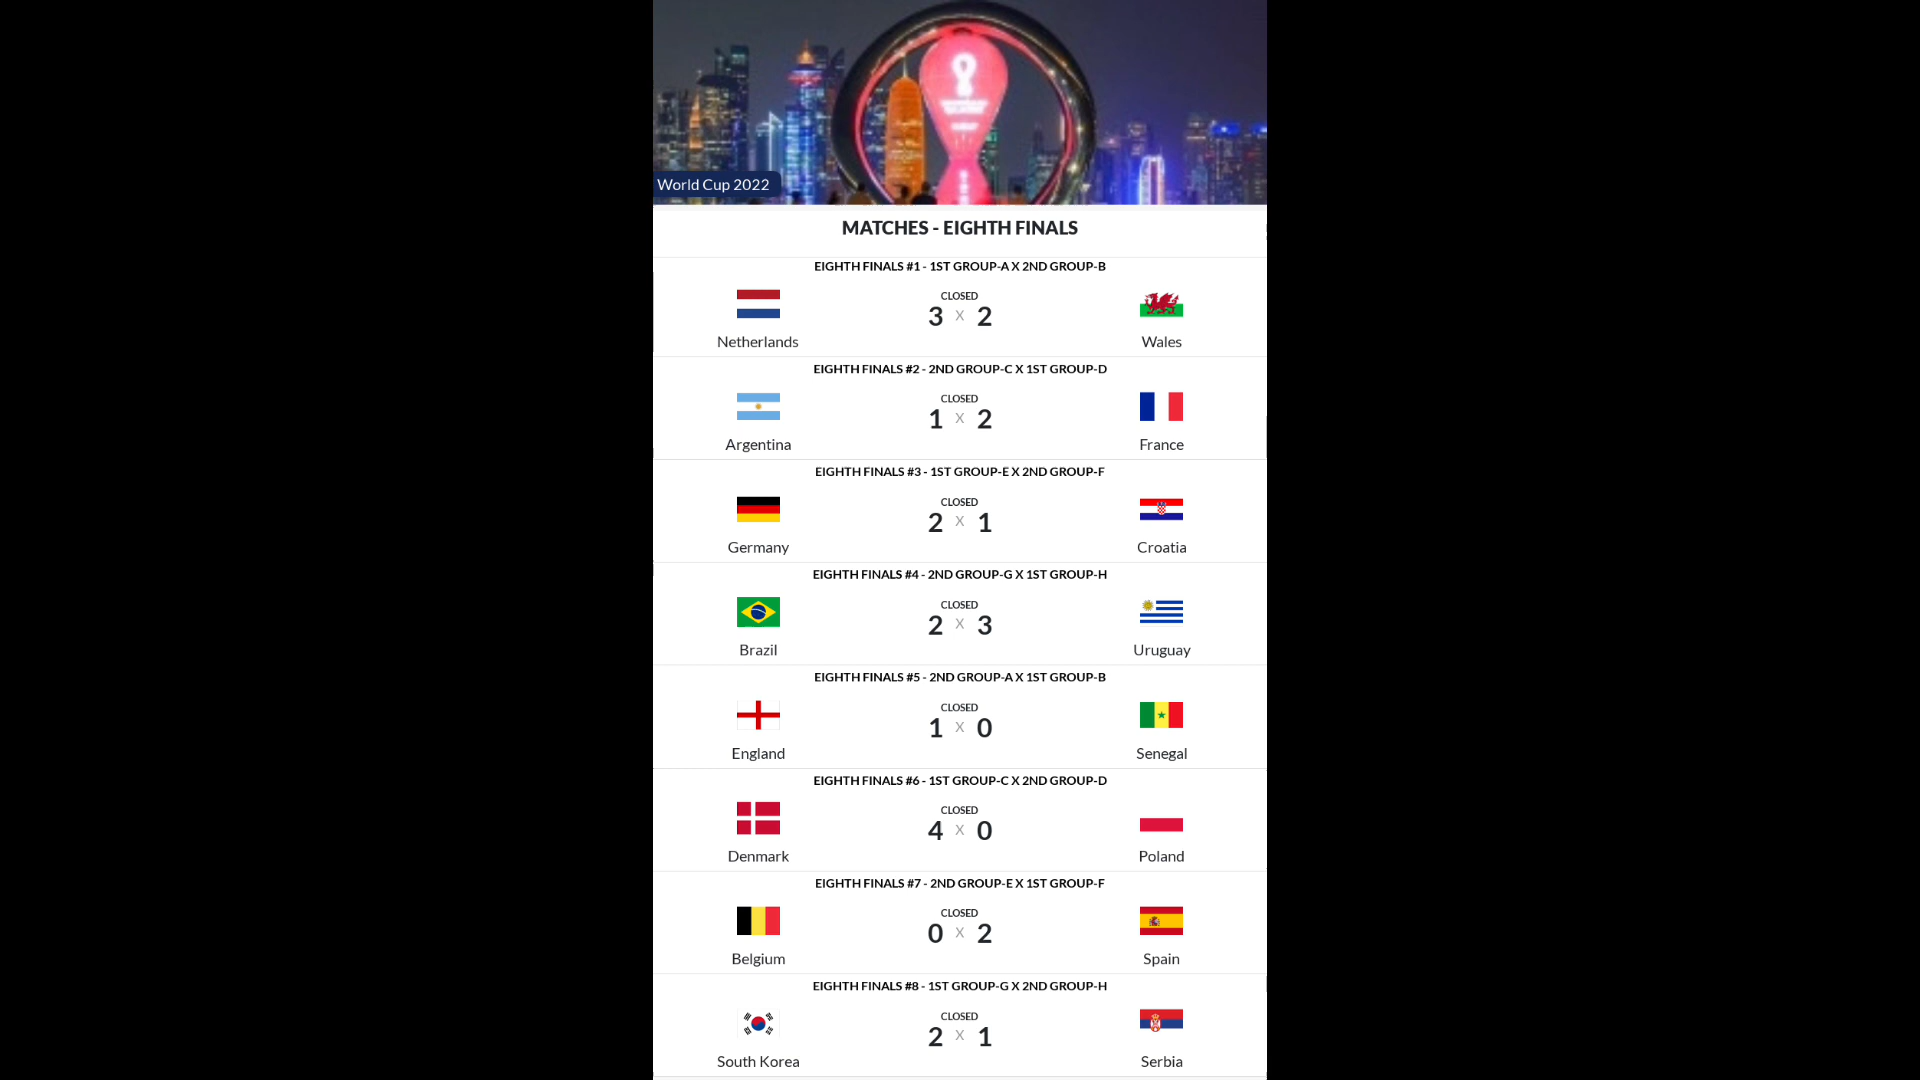 World Cup 2022
MATCHES - EIGHTH FINALS
EIGHTH FINALS #1 - 1ST GROUP-A X 2ND GROUP-B
CLOSED
3 X 2
Netherlands Wales
EIGHTH FINALS #2 - 2ND GROUP-C X 1ST GROUP-D
CLOSED
1 X 2
Argentina France
EIGHTH FINALS #3 - 1ST GROUP-E X 2ND GROUP-F
CLOSED
2 X 1
Germany Croatia
EIGHTH FINALS #4 - 2ND GROUP-G X 1ST GROUP-H
CLOSED
2 X 3
Brazil Uruguay
EIGHTH FINALS #5 - 2ND GROUP-A X 1ST GROUP-B
CLOSED
1 X 0
England Senegal
EIGHTH FINALS #6 - 1ST GROUP-C X 2ND GROUP-D
CLOSED
4 X 0
Denmark Poland
EIGHTH FINALS #7 - 2ND GROUP-E X 1ST GROUP-F
CLOSED
0 X 2
Belgium Spain
EIGHTH FINALS #8 - 1ST GROUP-G X 2ND GROUP-H
CLOSED
2 X 1
South Korea Serbia